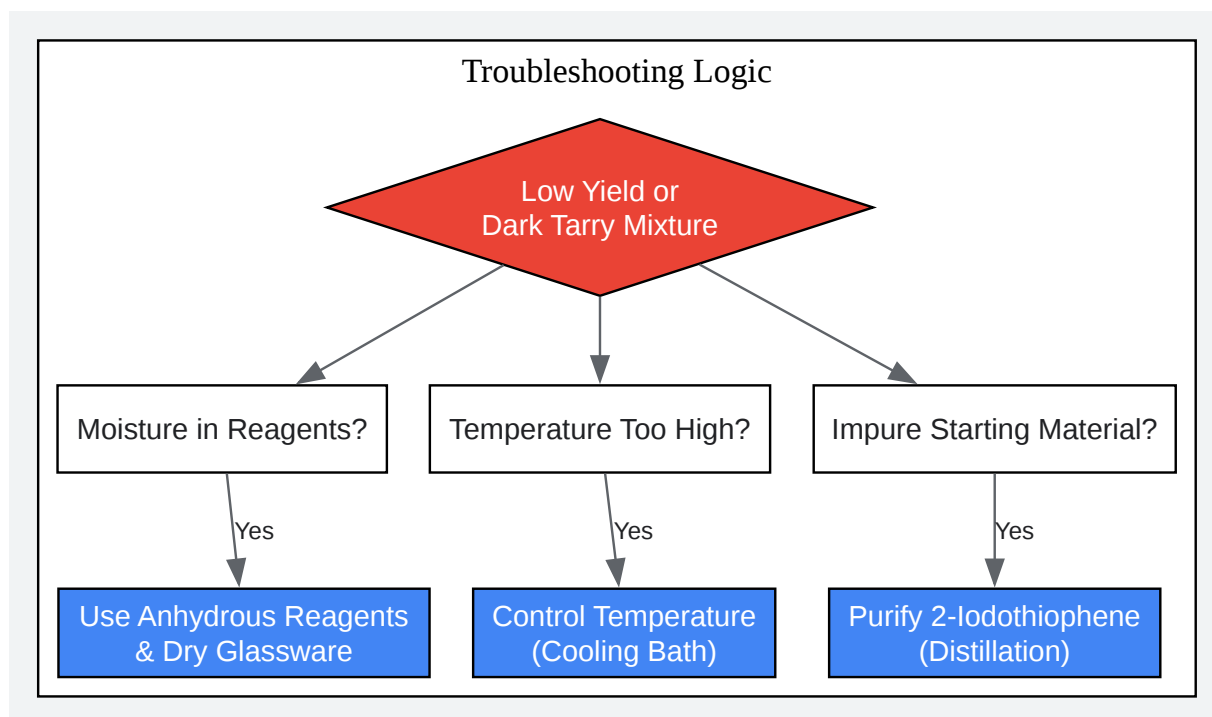 Troubleshooting Logic
Low Yield or
Dark Tarry Mixture
Moisture in Reagents?
Temperature Too High?
Impure Starting Material?
Yes
Yes
Yes
Use Anhydrous Reagents
& Dry Glassware
Control Temperature
(Cooling Bath)
Purify 2-Iodothiophene
(Distillation)